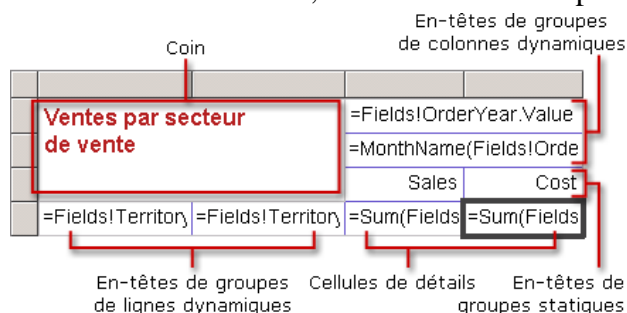 En-têtes de groupes
de colonnes dynamiques
Coin
Ventes par secteur
de vente
=Fields!OrderYear.Value
=MonthName(Fields!Orde
Sales Cost
=Fields!Territory =Fields!Territory =Sum(Fields =Sum(Fields
En-têtes de groupes
de lignes dynamiques
Cellules de détails
En-têtes de
groupes statiques